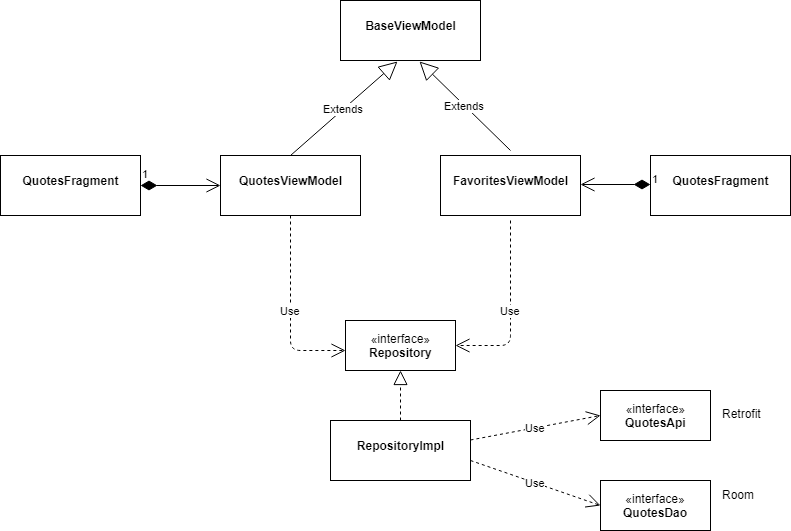 BaseViewModel
Extends
Extends
QuotesFragment
1
QuotesViewModel
FavoritesViewModel
1
QuotesFragment
Use
Use
«interface»
Repository
RepositoryImpl
Use
«interface»
QuotesApi
Retrofit
Use
«interface»
QuotesDao
Room